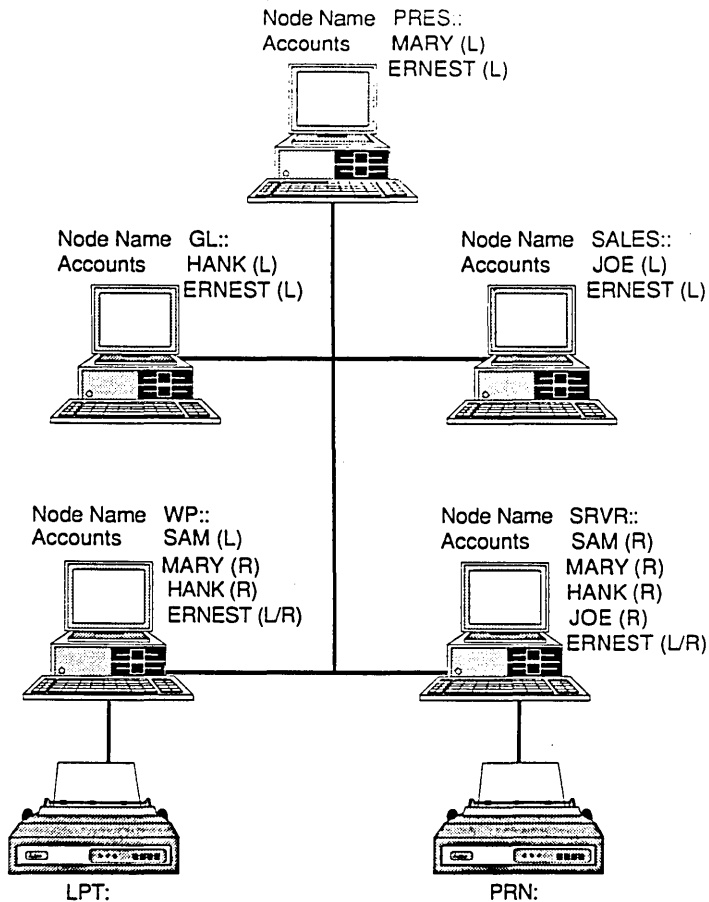 Node Name PRES::
Accounts MARY (L)
ERNEST (L)
Node Name GL::
Accounts HANK (L)
ERNEST (L)
Node Name SALES::
Accounts JOE (L)
ERNEST (L)
Node Name WP::
Accounts SAM (L)
MARY (R)
HANK (R)
ERNEST (L/R)
Node Name SRVR::
Accounts SAM (R)
MARY (R)
HANK (R)
JOE (R)
ERNEST (L/R)
LPT:
PRN: